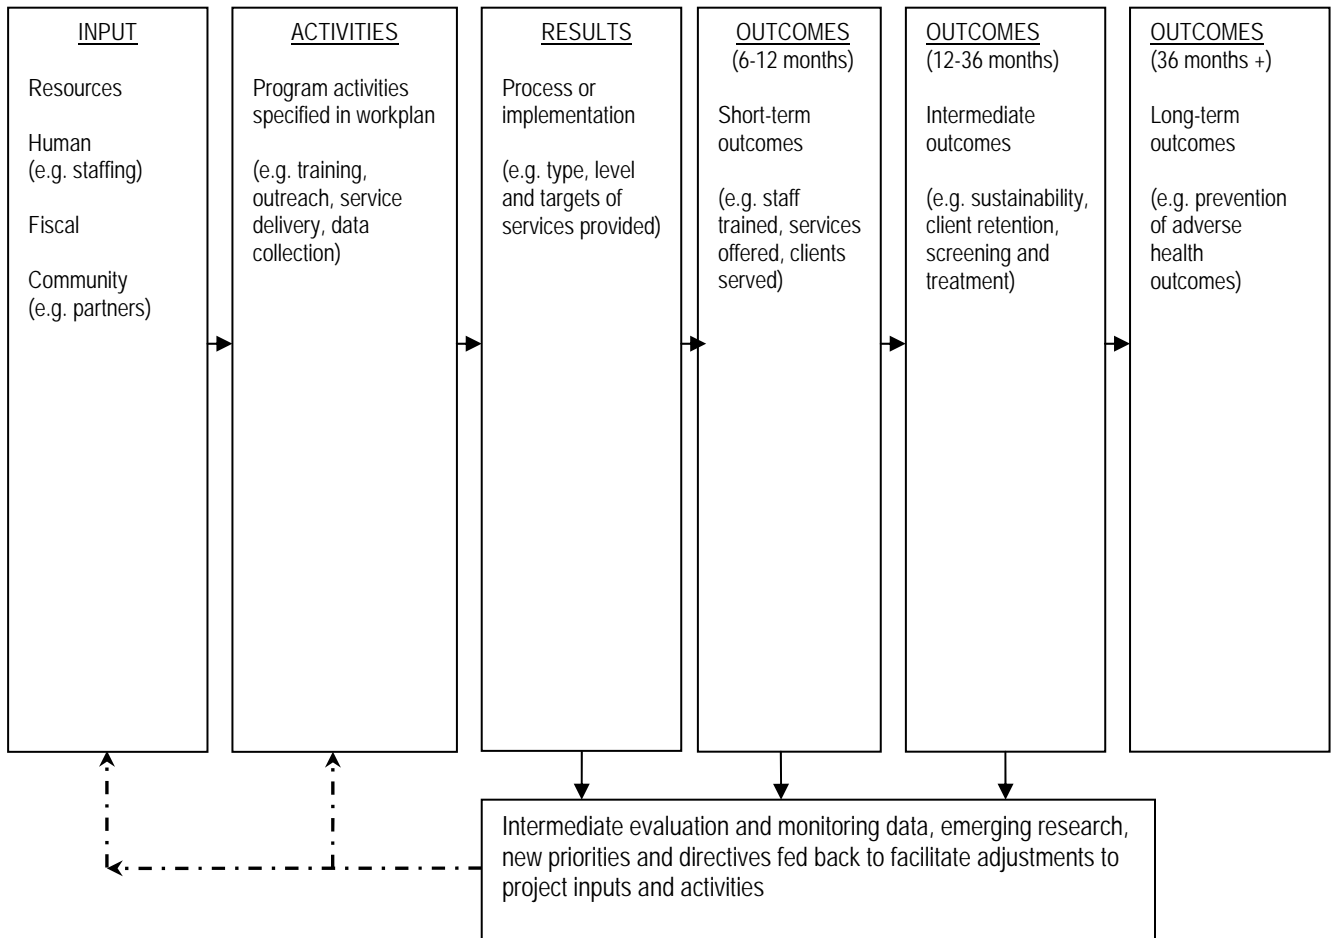 INPUT
Resources
Human
(e.g. staffing)
Fiscal
Community
(e.g. partners)
ACTIVITIES
Program activities
specified in workplan
(e.g. training,
outreach, service
delivery, data
collection)
RESULTS
Process or
implementation
(e.g. type, level
and targets of
services provided)
OUTCOMES
(6-12 months)
Short-term
outcomes
(e.g. staff
trained, services
offered, clients
served)
OUTCOMES
(12-36 months)
Intermediate
outcomes
(e.g. sustainability,
client retention,
screening and
treatment)
OUTCOMES
(36 months +)
Long-term
outcomes
(e.g. prevention
of adverse
health
outcomes)
Intermediate evaluation and monitoring data, emerging research,
new priorities and directives fed back to facilitate adjustments to
project inputs and activities